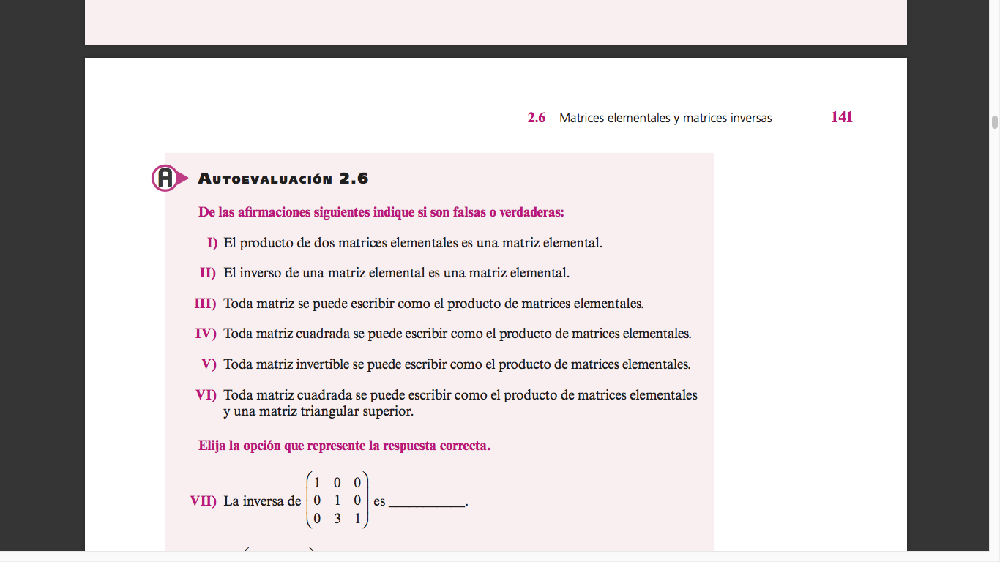 2.6 Matrices elementales y matrices inversas 141
A AUTOEVALUACIÓN 2.6
De las afirmaciones siguientes indique si son falsas o verdaderas:
I) El producto de dos matrices elementales es una matriz elemental.
II) El inverso de una matriz elemental es una matriz elemental.
III) Toda matriz se puede escribir como el producto de matrices elementales.
IV) Toda matriz cuadrada se puede escribir como el producto de matrices elementales.
V) Toda matriz invertible se puede escribir como el producto de matrices elementales.
VI) Toda matriz cuadrada se puede escribir como el producto de matrices elementales
y una matriz triangular superior.
Elija la opción que represente la respuesta correcta.
1 0 0
VII) La inversa de 0 1 0 es ___________.
0 3 1